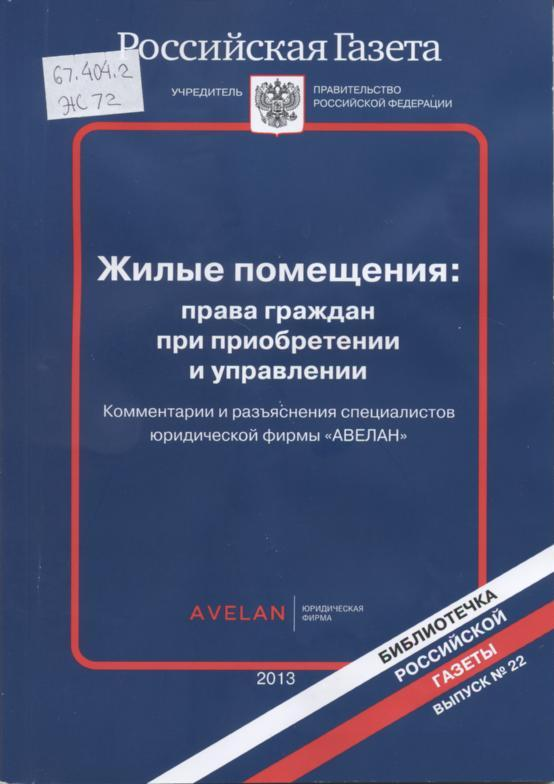 Российская Газета
67.404.2
Ж 72
УЧРЕДИТЕЛЬ
ПРАВИТЕЛЬСТВО
РОССИЙСКОЙ ФЕДЕРАЦИИ
Жилые помещения:
права граждан
при приобретении
и управлении
Комментарии и разъяснения специалистов
юридической фирмы «АВЕЛАН»
AVELAN
ЮРИДИЧЕСКАЯ
ФИРМА
2013
БИБЛИОТЕЧКА
РОССИЙСКОЙ
ГАЗЕТЫ
ВЫПУСК № 22